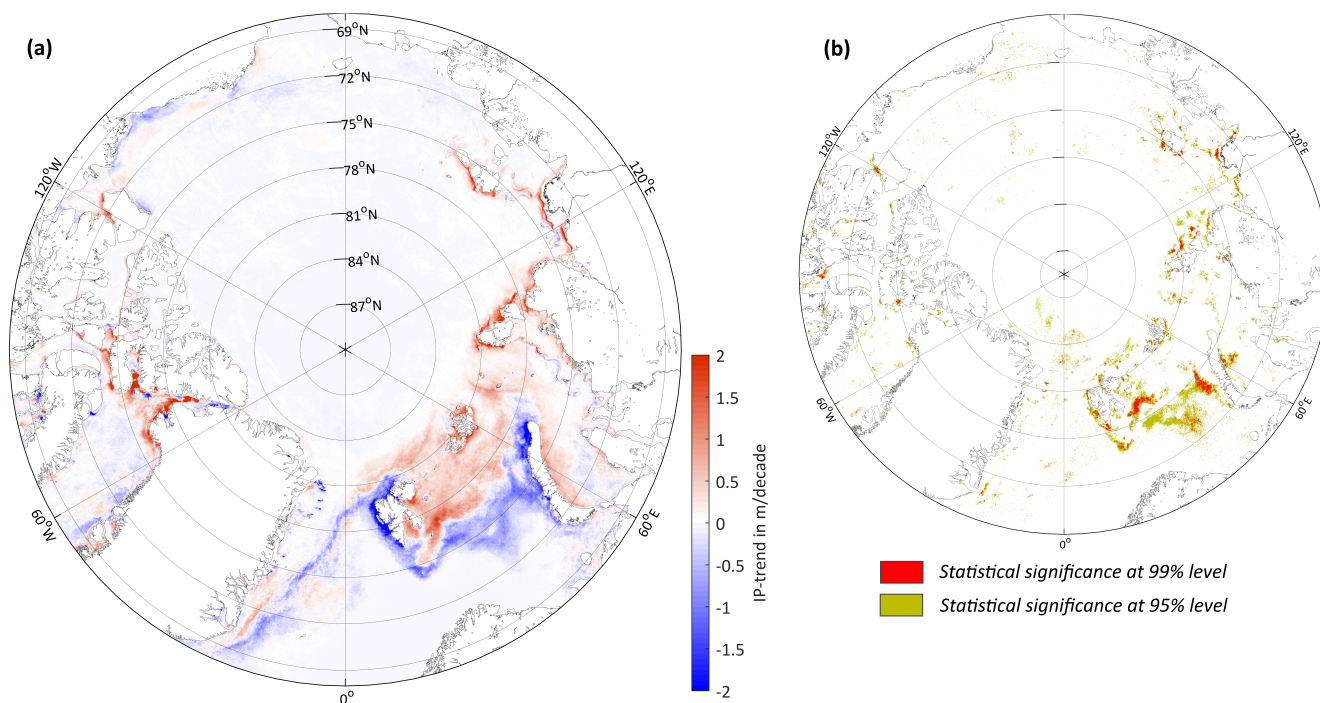 (a)
69°N
72°N
75°N
78°N
81°N
84°N
87°N
120°W
120°E
60°W
60°E
0°
2
1.5
1
0.5
0
-0.5
-1
-1.5
-2
IP-trend in m/decade
(b)
120°W
120°E
60°W
60°E
0°
Statistical significance at 99% level
Statistical significance at 95% level